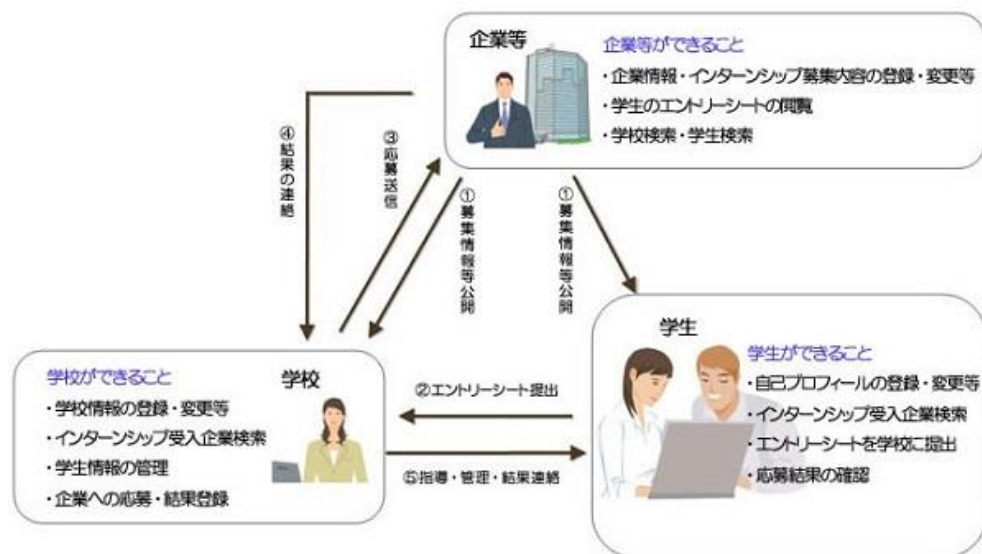 企業等
企業等ができること
・企業情報・インターンシップ募集内容の登録・変更等
・学生のエントリーシートの閲覧
・学校検索・学生検索
④結果の連絡
③応募送信
①募集情報等公開
①募集情報等公開
学校ができること
学校
・学校情報の登録・変更等
・インターンシップ受入企業検索
・学生情報の管理
・企業への応募・結果登録
②エントリーシート提出
⑤指導・管理・結果連絡
学生
学生ができること
・自己プロフィールの登録・変更等
・インターンシップ受入企業検索
・エントリーシートを学校に提出
・応募結果の確認